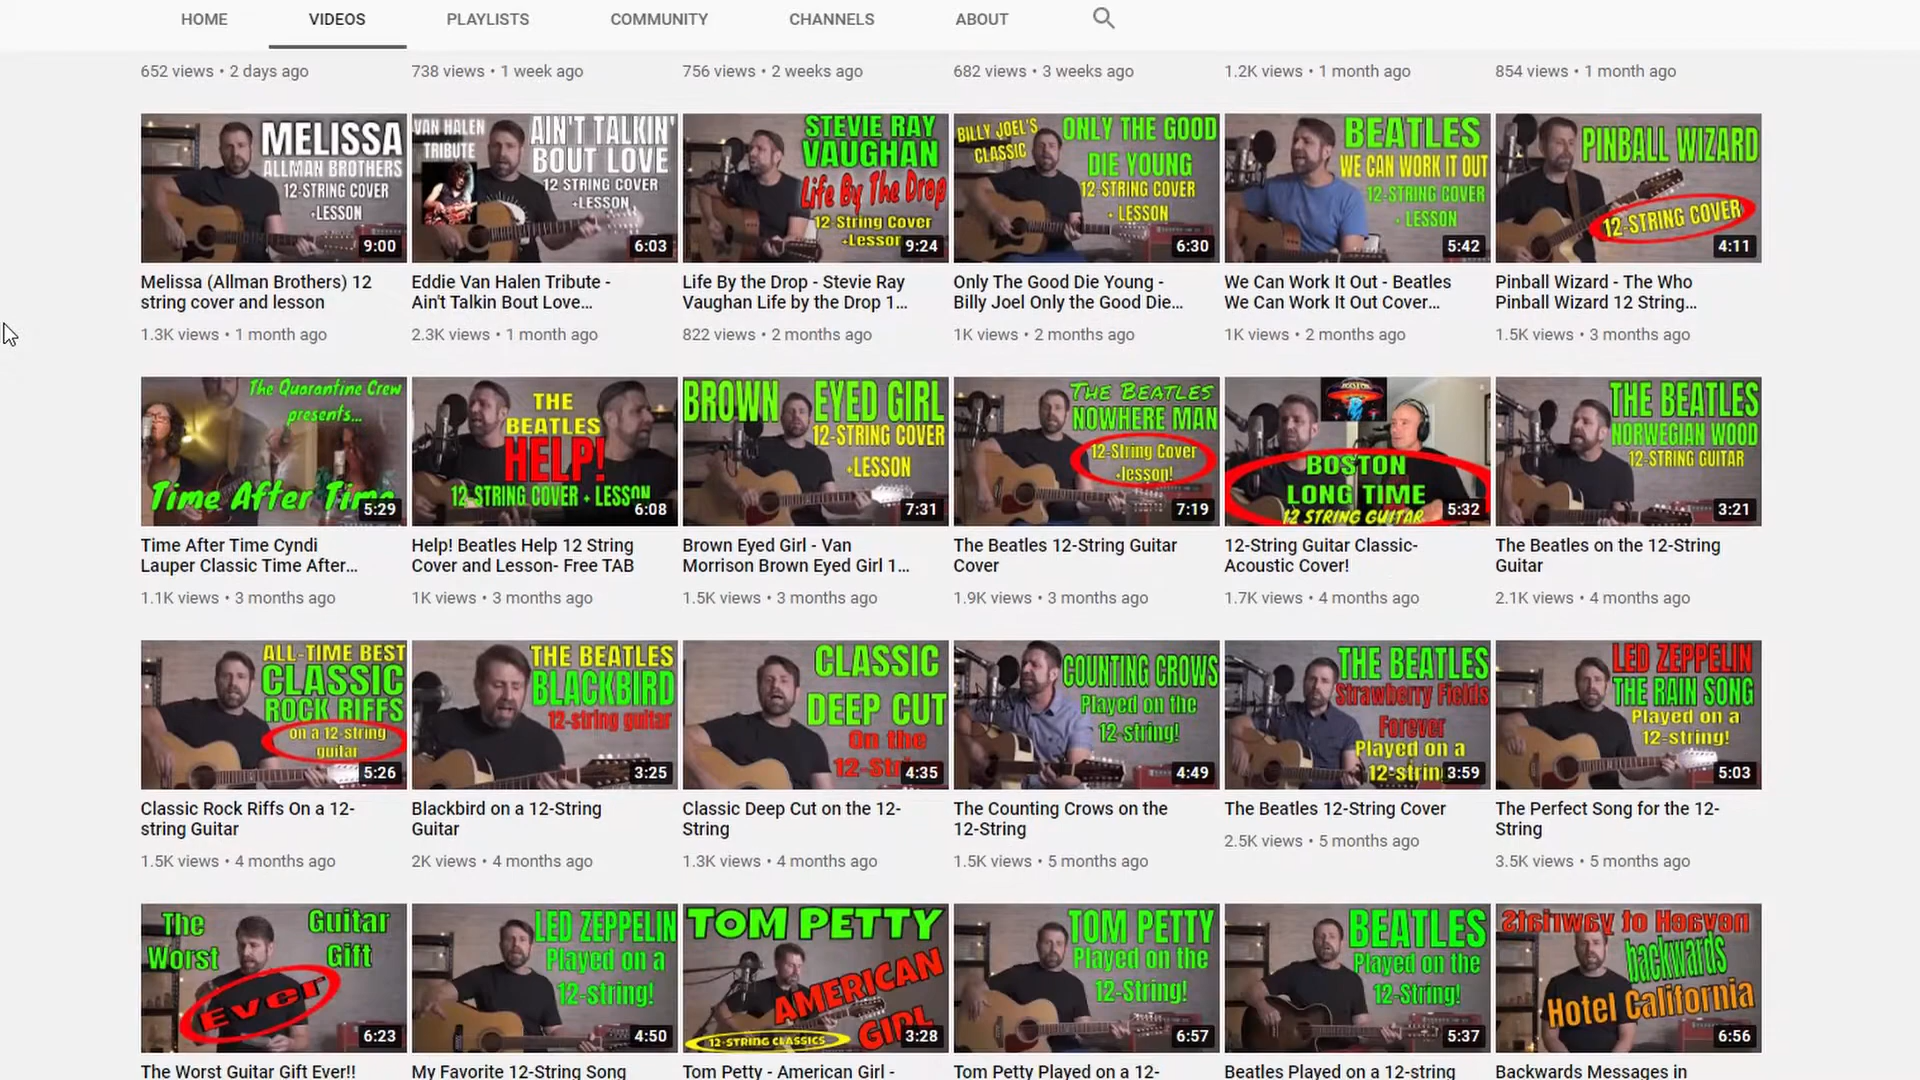 HOME VIDEOS PLAYLISTS COMMUNITY CHANNELS ABOUT
652 views • 2 days ago
738 views • 1 week ago
756 views • 2 weeks ago
682 views • 3 weeks ago
1.2K views • 1 month ago
854 views • 1 month ago
MELISSA
ALLMAN BROTHERS
12-STRING COVER
+LESSON
9:00
VAN HALEN
TRIBUTE
AIN'T TALKIN'
BOUT LOVE
12 STRING COVER
+LESSON
6:03
STEVIE RAY
VAUGHAN
Life By The Drop
12-String Cover
+Lesson
9:24
BILLY JOEL'S
CLASSIC
ONLY THE GOOD
DIE YOUNG
12-STRING COVER
+ LESSON
6:30
BEATLES
WE CAN WORK IT OUT
12-STRING COVER
+ LESSON
5:42
PINBALL WIZARD
12-STRING COVER
4:11
Melissa (Allman Brothers) 12
string cover and lesson
1.3K views • 1 month ago
Eddie Van Halen Tribute -
Ain't Talkin Bout Love...
2.3K views • 1 month ago
Life By the Drop - Stevie Ray
Vaughan Life by the Drop 1...
822 views • 2 months ago
Only The Good Die Young -
Billy Joel Only the Good Die...
1K views • 2 months ago
We Can Work It Out - Beatles
We Can Work It Out Cover...
1K views • 2 months ago
Pinball Wizard - The Who
Pinball Wizard 12 String...
1.5K views • 3 months ago
The Quarantine Crew
presents...
Time After Time
5:29
THE
BEATLES
HELP!
12-STRING COVER + LESSON
6:08
BROWN EYED GIRL
12-STRING COVER
+LESSON
7:31
THE BEATLES
NOWHERE MAN
12-String Cover
+lesson!
7:19
BOSTON
LONG TIME
12 STRING GUITAR
5:32
THE BEATLES
NORWEGIAN WOOD
12-STRING GUITAR
3:21
Time After Time Cyndi
Lauper Classic Time After...
1.1K views • 3 months ago
Help! Beatles Help 12 String
Cover and Lesson- Free TAB
1K views • 3 months ago
Brown Eyed Girl - Van
Morrison Brown Eyed Girl 1...
1.5K views • 3 months ago
The Beatles 12-String Guitar
Cover
1.9K views • 3 months ago
12-String Guitar Classic-
Acoustic Cover!
1.7K views • 4 months ago
The Beatles on the 12-String
Guitar
2.1K views • 4 months ago
ALL-TIME BEST
CLASSIC
ROCK RIFFS
on a 12-string
guitar
5:26
THE BEATLES
BLACKBIRD
12-string guitar
3:25
CLASSIC
DEEP CUT
On the
12-Str
4:35
COUNTING CROWS
Played on the
12-string!
4:49
THE BEATLES
Strawberry Fields
Forever
Played on a
12-strin
3:59
LED ZEPPELIN
THE RAIN SONG
Played on a
12-string!
5:03
Classic Rock Riffs On a 12-
string Guitar
1.5K views • 4 months ago
Blackbird on a 12-String
Guitar
2K views • 4 months ago
Classic Deep Cut on the 12-
String
1.3K views • 4 months ago
The Counting Crows on the
12-String
1.5K views • 5 months ago
The Beatles 12-String Cover
2.5K views • 5 months ago
The Perfect Song for the 12-
String
3.5K views • 5 months ago
The Guitar
Worst Gift
Ever
6:23
LED ZEPPELIN
Played on a
12-string!
4:50
TOM PETTY
AMERICAN
GIRL
12-STRING CLASSICS
3:28
TOM PETTY
Played on the
12-String!
6:57
BEATLES
Played on the
12-String!
5:37
Stairway to Heaven
backwards
Hotel California
6:56
The Worst Guitar Gift Ever!!
My Favorite 12-String Song
Tom Petty - American Girl -
Tom Petty Played on a 12-
Beatles Played on a 12-string
Backwards Messages in